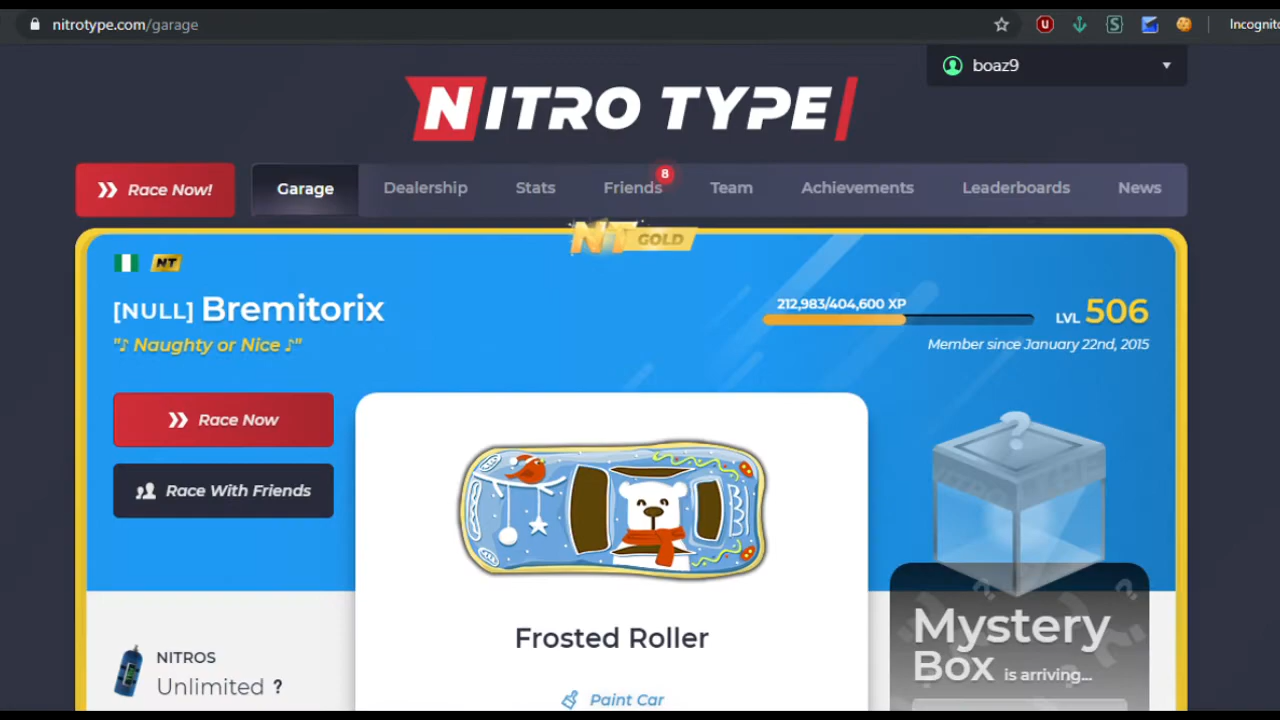 nitrotype.com/garage
Incognito
boaz9
NITRO TYPE
Race Now!
Garage
Dealership
Stats
Friends
8
Team
Achievements
Leaderboards
News
NT GOLD
NT
[NULL] Bremitorix
"♪ Naughty or Nice ♪"
212,983/404,600 XP
LVL 506
Member since January 22nd, 2015
Race Now
Race With Friends
Frosted Roller
Paint Car
NITROS
Unlimited ?
Mystery
Box is arriving...